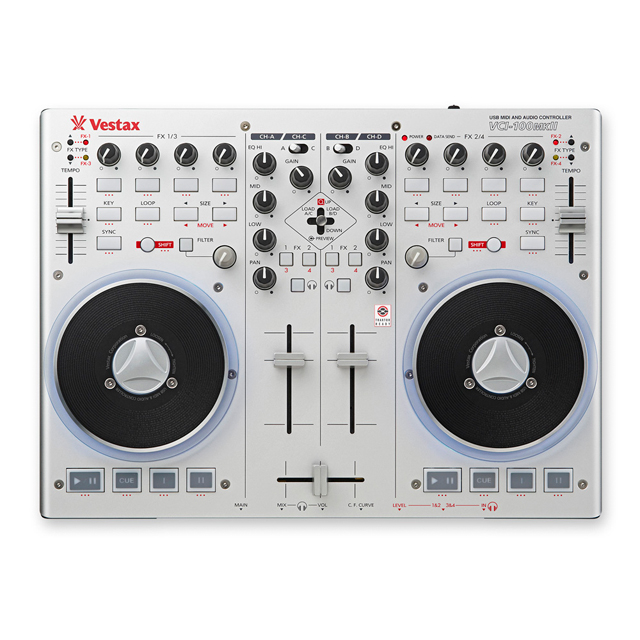 Vestax
USB MIDI AND AUDIO CONTROLLER
VCI-100MKII
FX-1
FX TYPE
FX-3
FX 1/3
CH-A CH-C
CH-B CH-D
POWER DATA SEND FX 2/4
FX-2
FX TYPE
FX-4
TEMPO
EQ HI
A C
B D
EQ HI
TEMPO
GAIN
GAIN
MID
MID
KEY LOOP SIZE
UP
LOAD A/C
LOAD B/D
DOWN
PREVIEW
SIZE LOOP KEY
MOVE
MOVE
LOW
LOW
SYNC
SHIFT
FILTER
FILTER
SHIFT
SYNC
1 FX 2
1 FX 2
3 4
3 4
PAN
PAN
TRAKTOR
READY
CUE I II
CUE I II
MAIN MIX VOL C.F. CURVE LEVEL 1&2 3&4 IN